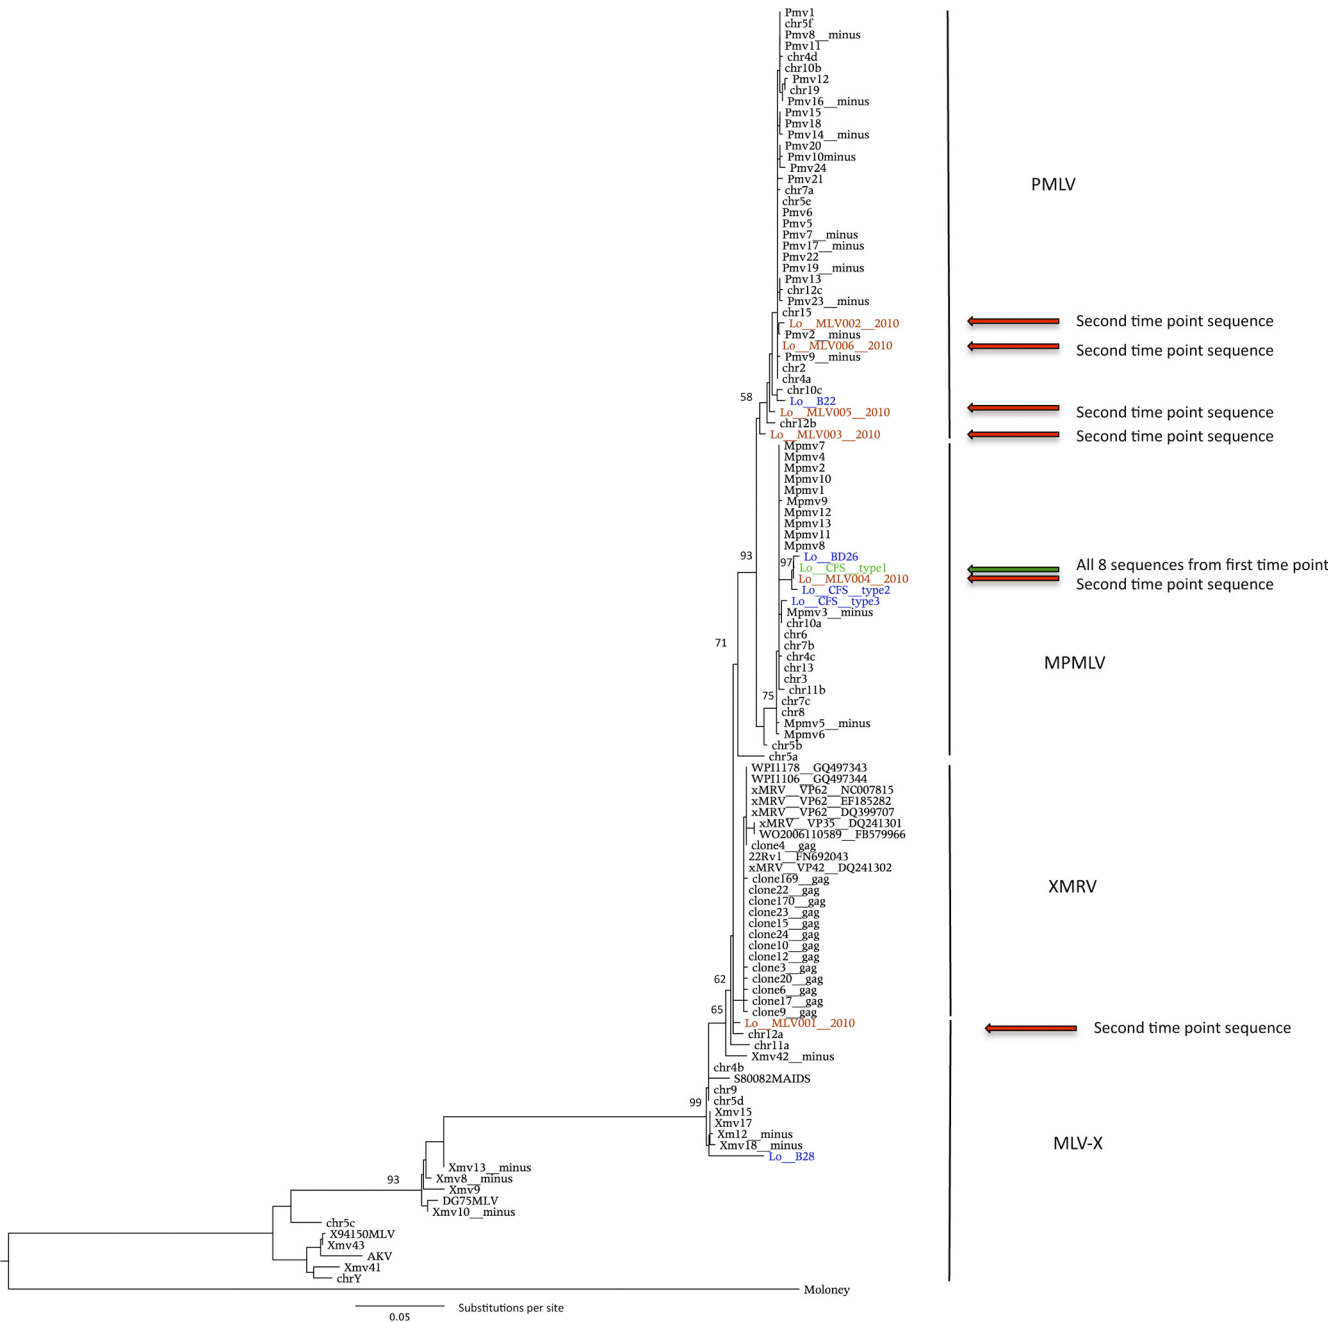 Pmv1
chr5f
Pmv8__minus
Pmv11
chr4d
chr10b
Pmv12
chr19
Pmv16__minus
Pmv15
Pmv18
Pmv14__minus
Pmv20
Pmv10minus
Pmv24
Pmv21
chr7a
PMLV
chr5e
Pmv6
Pmv5
Pmv7__minus
Pmv17__minus
Pmv22
Pmv19__minus
Pmv13
chr12c
Pmv23__minus
chr15
Lo__MLV002__2010 Second time point sequence
Pmv2__minus
Lo__MLV006__2010 Second time point sequence
Pmv9__minus
chr2
chr4a
chr10c
58
Lo__B22
Lo__MLV005__2010 Second time point sequence
chr12b
Lo__MLV003__2010 Second time point sequence
Mpmv7
Mpmv4
Mpmv2
Mpmv10
Mpmv1
Mpmv9
Mpmv12
Mpmv13
Mpmv11
Mpmv8
93
Lo__BD26
97
Lo__CFS__type1 All 8 sequences from first time point
Lo__MLV004__2010 Second time point sequence
Lo__CFS__type2
Lo__CFS__type3
Mpmv3__minus
chr10a
chr6
71
chr7b
chr4c
MPMLV
chr13
chr3
chr11b
75
chr7c
chr8
Mpmv5__minus
Mpmv6
chr5b
chr5a
WPI1178__GQ497343
WPI1106__GQ497344
xMRV__VP62__NC007815
xMRV__VP62__EF185282
xMRV__VP62__DQ399707
xMRV__VP35__DQ241301
WO2006110589__FB579966
clone4__gag
22Rv1__FN692043
xMRV__VP42__DQ241302
clone169__gag
XMRV
clone22__gag
clone170__gag
clone23__gag
clone15__gag
clone24__gag
clone10__gag
clone12__gag
clone3__gag
62
clone20__gag
clone6__gag
clone17__gag
65
clone9__gag
Lo__MLV001__2010 Second time point sequence
chr12a
chr11a
Xmv42__minus
chr4b
S80082MAIDS
chr9
99
chr5d
Xmv15
Xmv17
Xm12__minus
Xmv18__minus
MLV-X
Lo__B28
Xmv13__minus
93
Xmv8__minus
Xmv9
DG75MLV
Xmv10__minus
chr5c
X94150MLV
Xmv43
AKV
Xmv41
chrY
Moloney
Substitutions per site
0.05